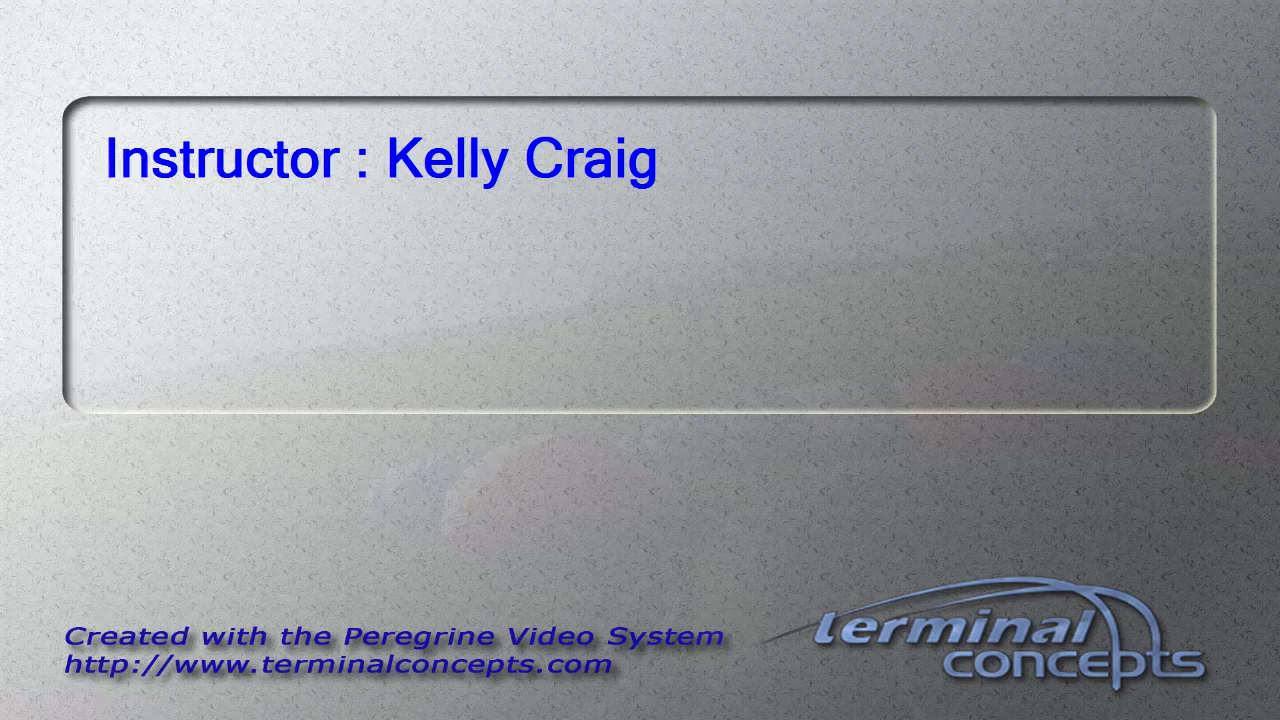 Instructor : Kelly Craig
Created with the Peregrine Video System
http://www.terminalconcepts.com
terminal
concepts